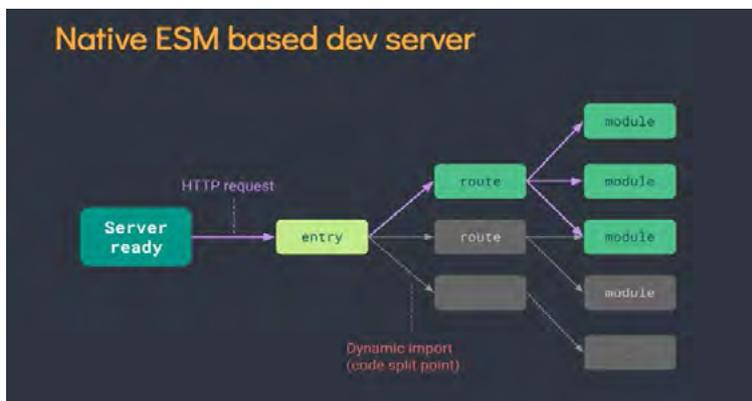 Native ESM based dev server
module
HTTP request
route
module
Server
ready
entry
route
module
module
Dynamic import
(code split point)